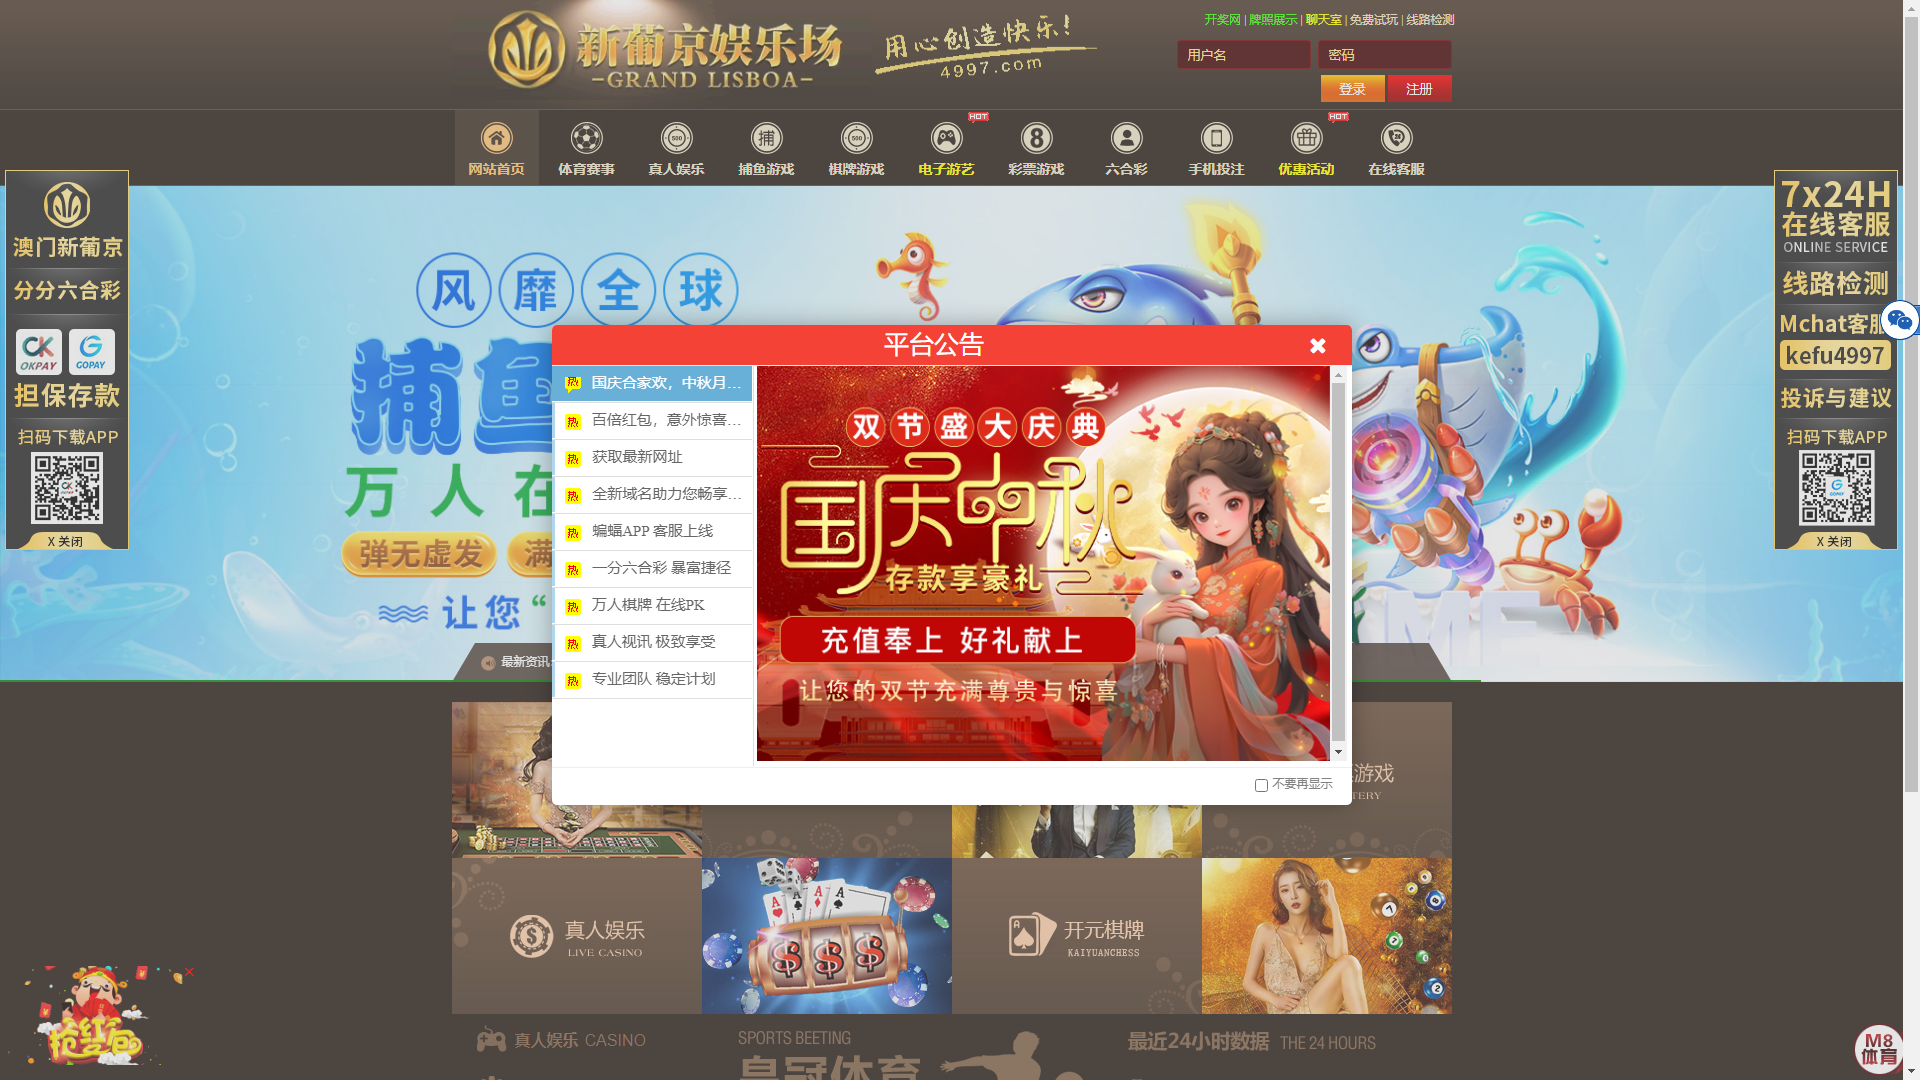 新葡京娱乐场
GRAND LISBOA
用心创造快乐!
4997.com
开奖网 | 牌照展示 | 聊天室 | 免费试玩 | 线路检测
用户名
密码
登录
注册
网站首页
体育赛事
真人娱乐
捕鱼游戏
棋牌游戏
电子游艺
HOT
彩票游戏
六合彩
手机投注
优惠活动
HOT
在线客服
澳门新葡京
分分六合彩
OKPAY
GOPAY
担保存款
扫码下载APP
X 关闭
7x24H
在线客服
ONLINE SERVICE
线路检测
Mchat客服
kefu4997
投诉与建议
扫码下载APP
X 关闭
风靡全球
捕鱼
万人在
弹无虚发
满
让您“
最新资讯
平台公告
热 国庆合家欢，中秋月...
热 百倍红包，意外惊喜...
热 获取最新网址
热 全新域名助力您畅享...
热 蝙蝠APP 客服上线
热 一分六合彩 暴富捷径
热 万人棋牌 在线PK
热 真人视讯 极致享受
热 专业团队 稳定计划
双节盛大庆典
国庆中秋
存款享豪礼
充值奉上 好礼献上
让您的双节充满尊贵与惊喜
不要再显示
游戏
TERY
真人娱乐
LIVE CASINO
开元棋牌
KAIYUANCHESS
抢红包
真人娱乐 CASINO
SPORTS BEETING
皇冠体育
最近24小时数据 THE 24 HOURS
M8
体育